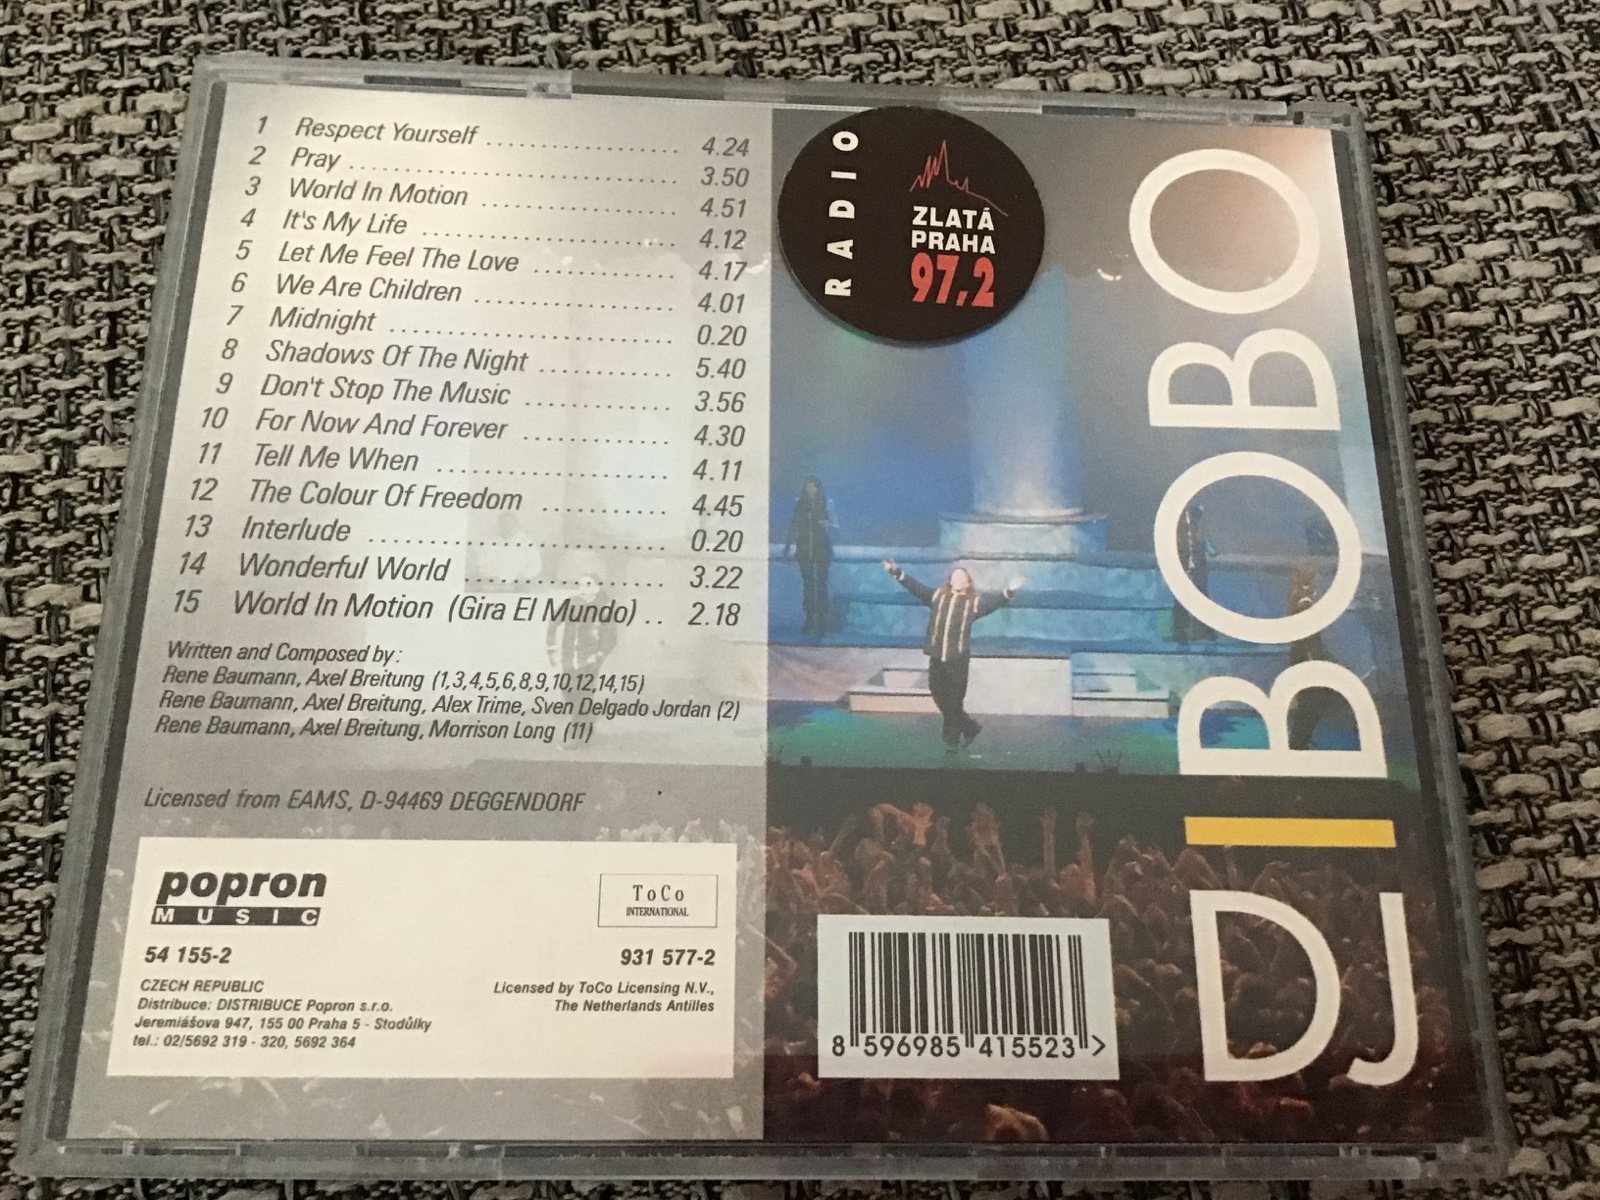 1 Respect Yourself ........................ 4.24
2 Pray ........................ 3.50
3 World In Motion ........................ 4.51
4 It's My Life ........................ 4.12
5 Let Me Feel The Love ................ 4.17
6 We Are Children ........................ 4.01
7 Midnight ........................ 0.20
8 Shadows Of The Night ............ 5.40
9 Don't Stop The Music ............ 3.56
10 For Now And Forever ............ 4.30
11 Tell Me When ................ 4.11
12 The Colour Of Freedom .......... 4.45
13 Interlude ........................ 0.20
14 Wonderful World ................ 3.22
15 World In Motion (Gira El Mundo) .. 2.18
Written and Composed by:
Rene Baumann, Axel Breitung (1,3,4,5,6,8,9,10,12,14,15)
Rene Baumann, Axel Breitung, Alex Trime, Sven Delgado Jordan (2)
Rene Baumann, Axel Breitung, Morrison Long (11)
Licensed from EAMS, D-94469 DEGGENDORF
popron
MUSIC
54 155-2
CZECH REPUBLIC
Distribuce: DISTRIBUCE Popron s.r.o.
Jeremiášova 947, 155 00 Praha 5 - Stodůlky
tel.: 02/5692 319 - 320, 5692 364
ToCo
INTERNATIONAL
931 577-2
Licensed by ToCo Licensing N.V.,
The Netherlands Antilles
RADIO
ZLATÁ
PRAHA
97,2
DJ BOBO
8 596985 415523 >